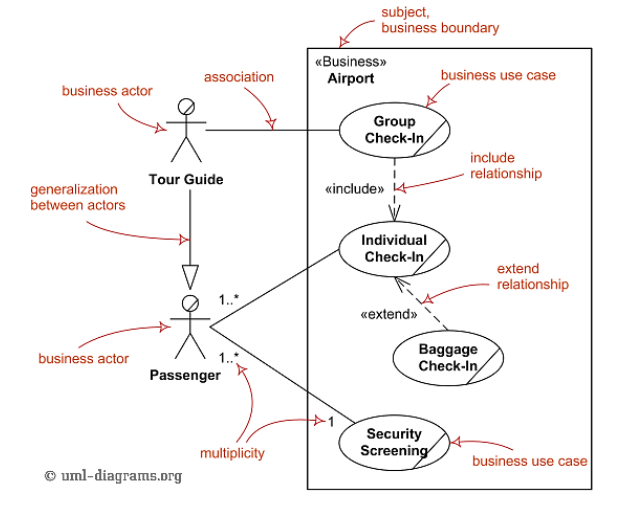 subject,
business boundary
«Business»
Airport
business use case
association
business actor
Group
Check-In
Tour Guide
include
relationship
«include»
generalization
between actors
Individual
Check-In
extend
relationship
1..*
«extend»
business actor
1..*
Baggage
Check-In
Passenger
1
Security
Screening
multiplicity
business use case
© uml-diagrams.org